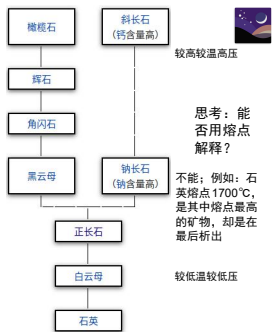 橄榄石
斜长石
（钙含量高）
较高较温高压
辉石
角闪石
思考：能
否用熔点
解释？
黑云母
钠长石
（钠含量高）
不能；例如：石
英熔点1700℃，
是其中熔点最高
的矿物，却是在
最后析出
正长石
白云母
较低温较低压
石英